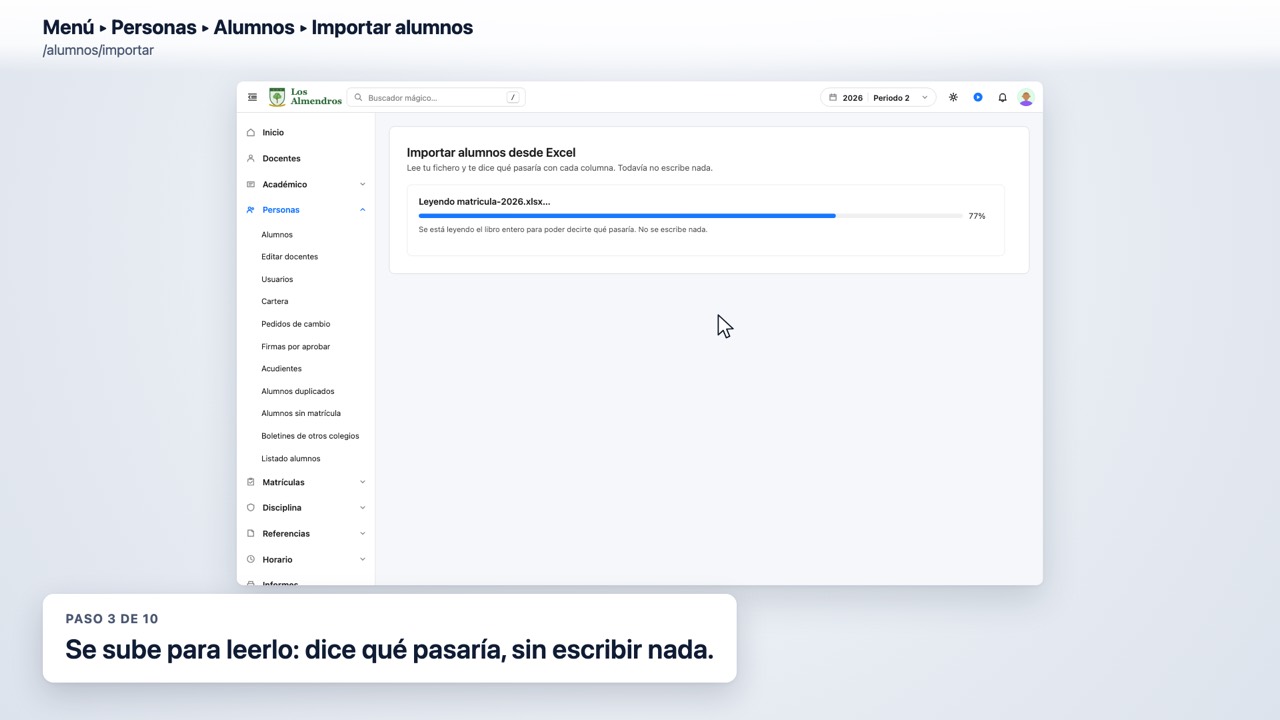 Menú ▸ Personas ▸ Alumnos ▸ Importar alumnos
/alumnos/importar
Los Almendros
Buscador mágico...
/
2026
Periodo 2
Inicio
Docentes
Académico
Personas
Alumnos
Editar docentes
Usuarios
Cartera
Pedidos de cambio
Firmas por aprobar
Acudientes
Alumnos duplicados
Alumnos sin matrícula
Boletines de otros colegios
Listado alumnos
Matrículas
Disciplina
Referencias
Horario
Informes
Importar alumnos desde Excel
Lee tu fichero y te dice qué pasaría con cada columna. Todavía no escribe nada.
Leyendo matricula-2026.xlsx...
77%
Se está leyendo el libro entero para poder decirte qué pasaría. No se escribe nada.
PASO 3 DE 10
Se sube para leerlo: dice qué pasaría, sin escribir nada.